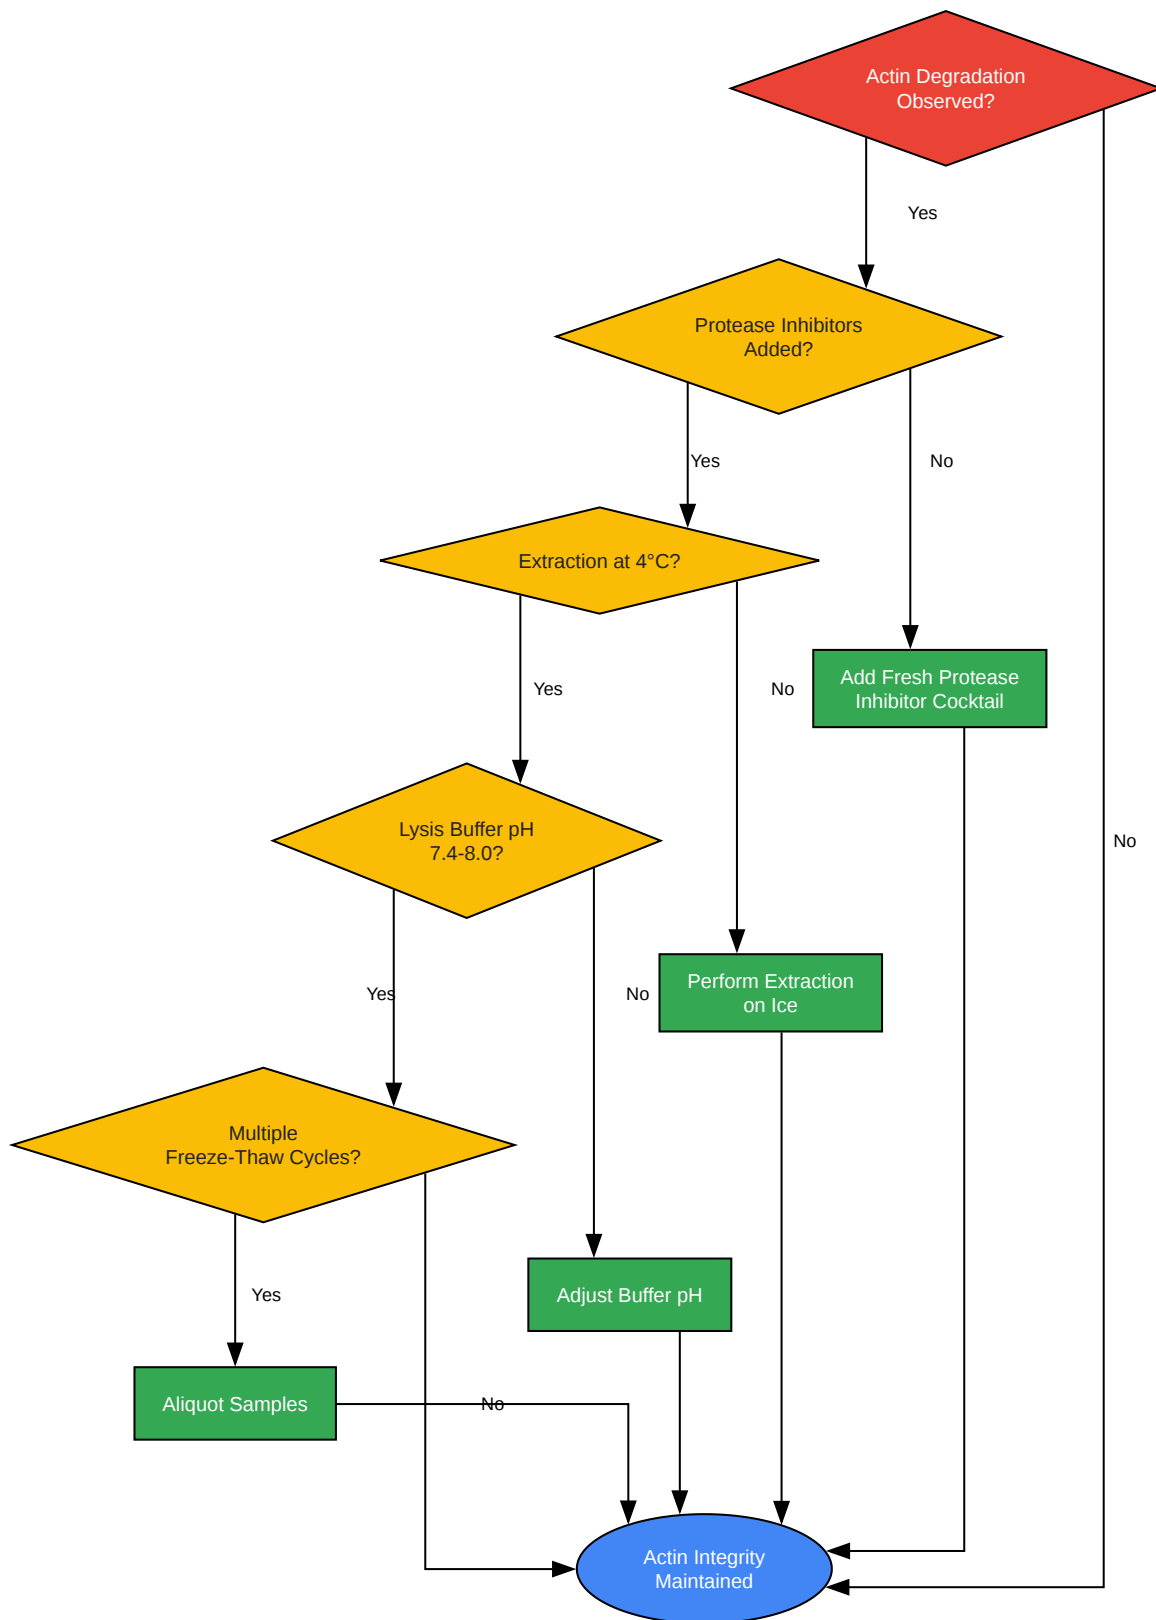 Actin Degradation
Observed?
Yes
Protease Inhibitors
Added?
Yes
No
Extraction at 4°C?
Add Fresh Protease
Inhibitor Cocktail
Yes
No
Lysis Buffer pH
7.4-8.0?
No
Perform Extraction
on Ice
Yes
No
Multiple
Freeze-Thaw Cycles?
Yes
Adjust Buffer pH
Aliquot Samples
No
Actin Integrity
Maintained